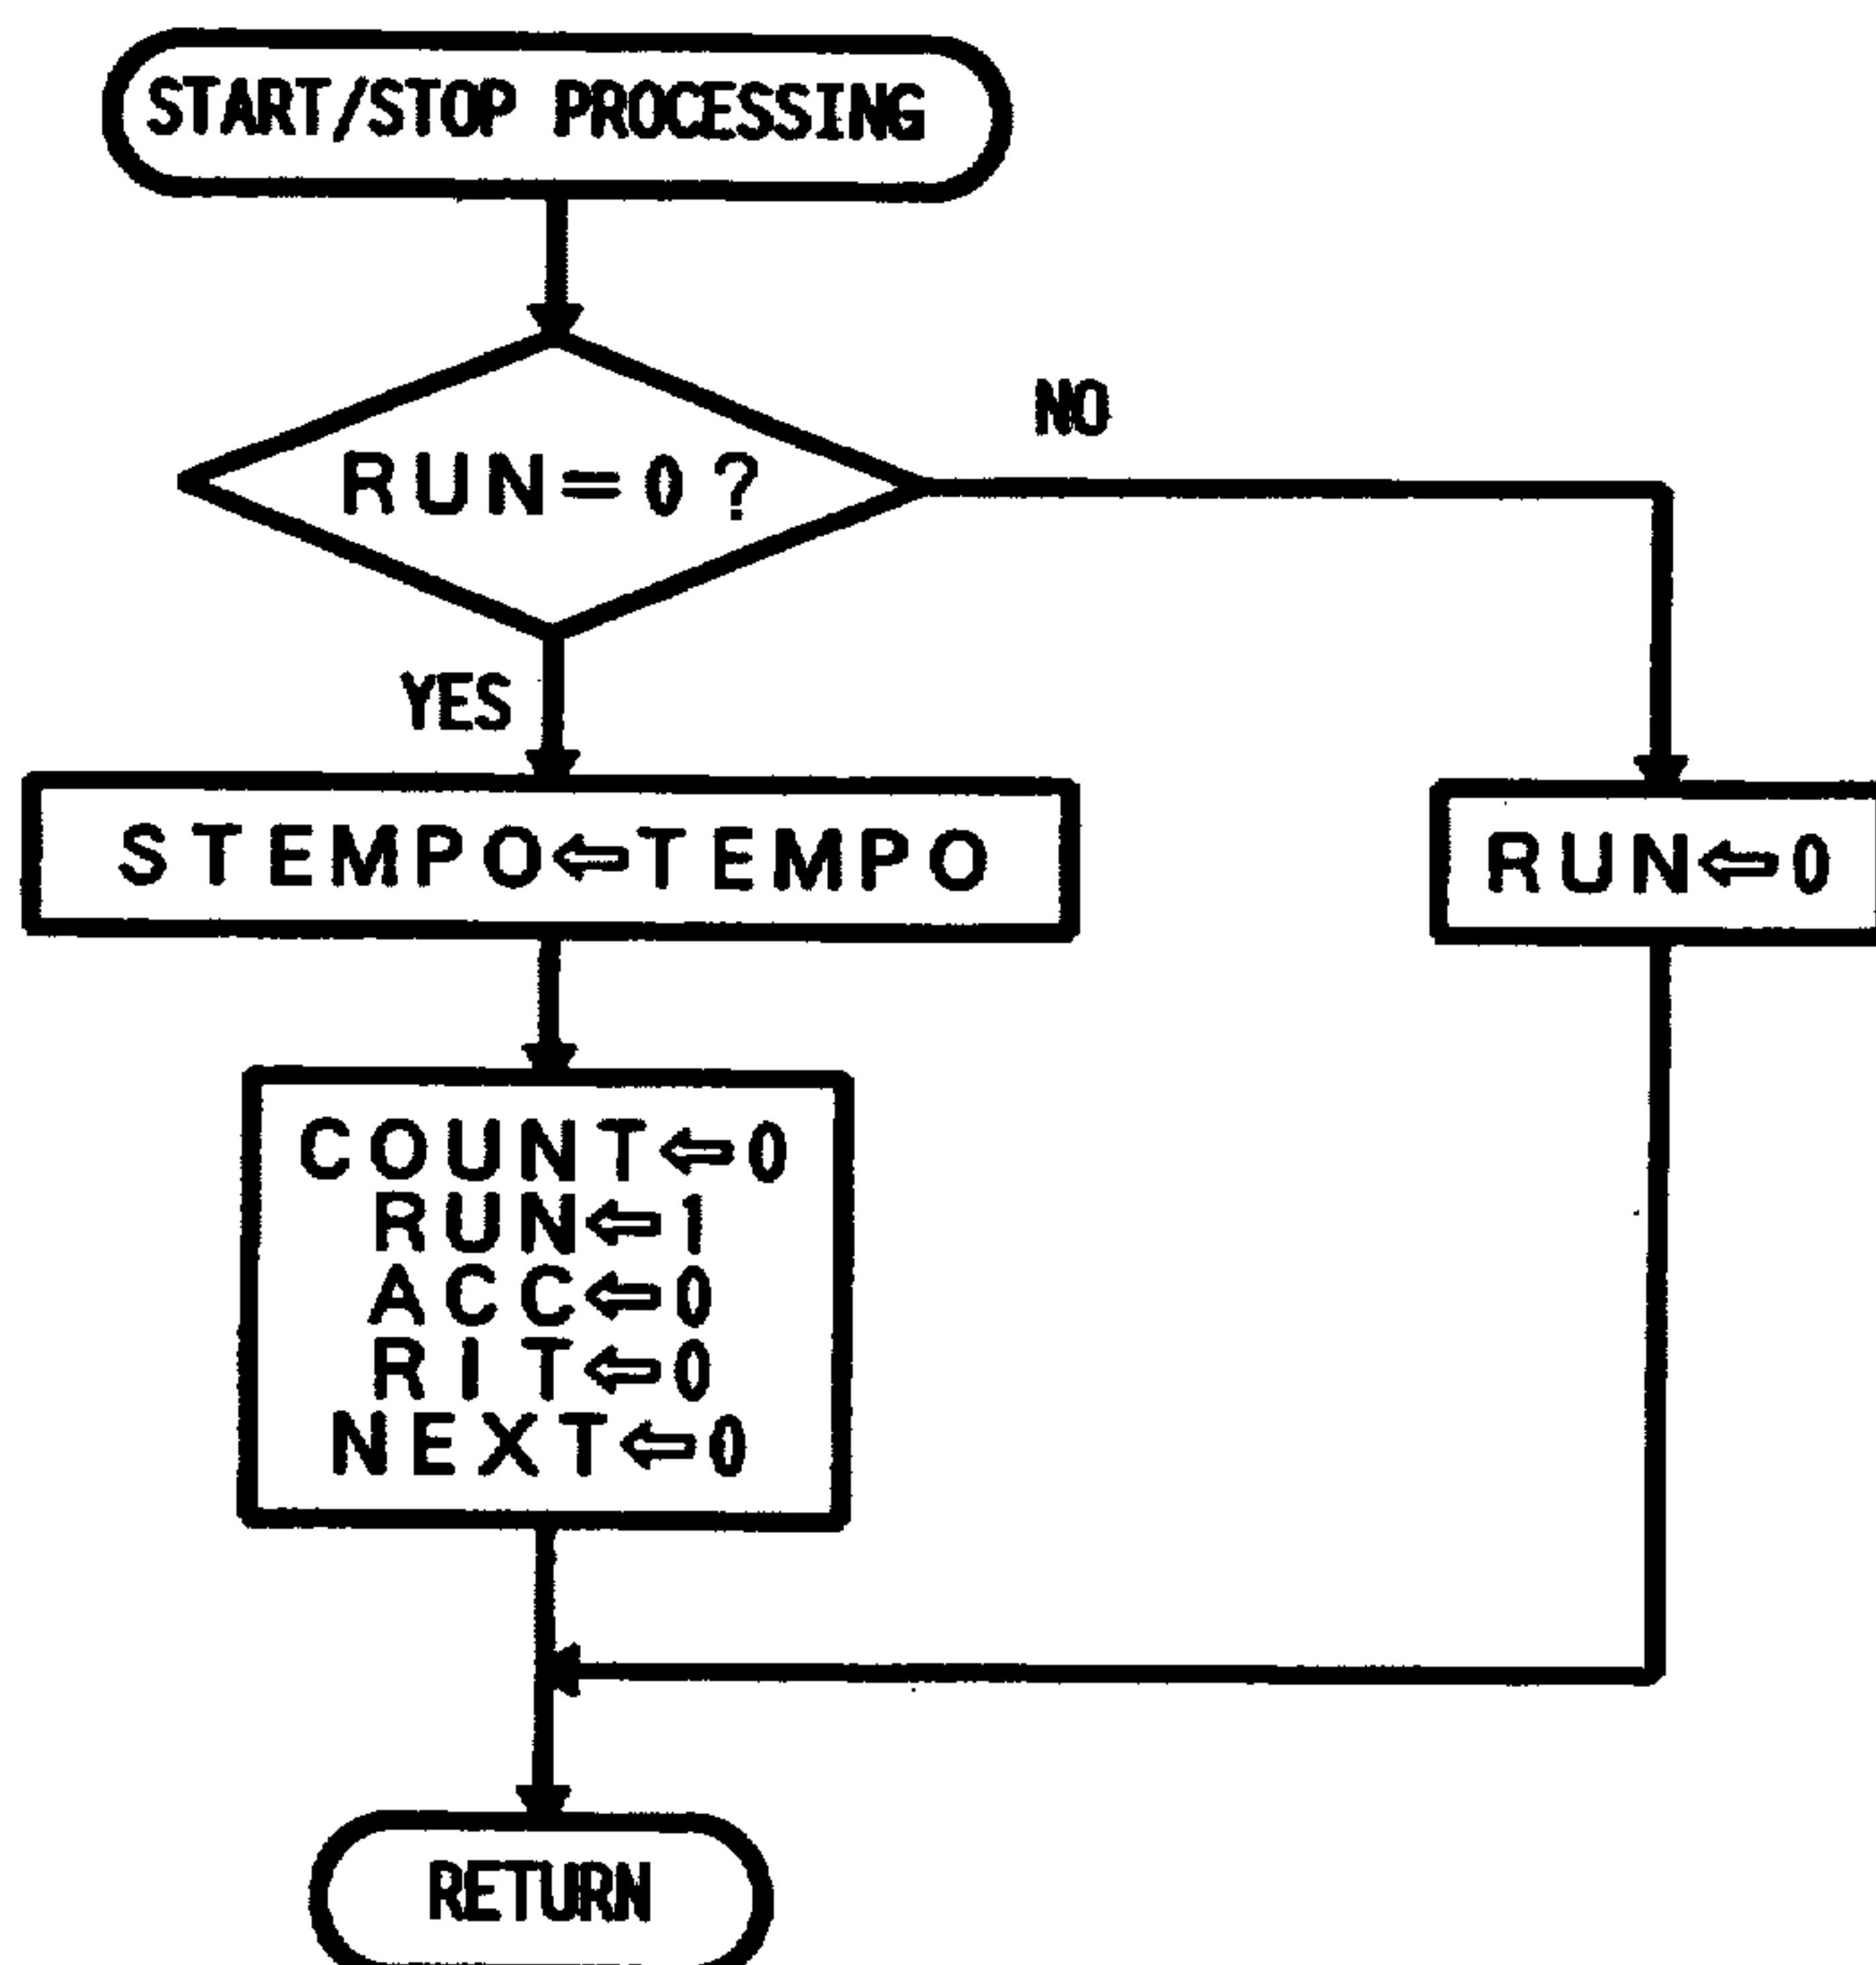 START/STOP PROCESSING
RUN=0?
NO
YES
STEMPO⇦TEMPO
RUN⇦0
COUNT⇦0
RUN⇦1
ACC⇦0
RIT⇦0
NEXT⇦0
RETURN